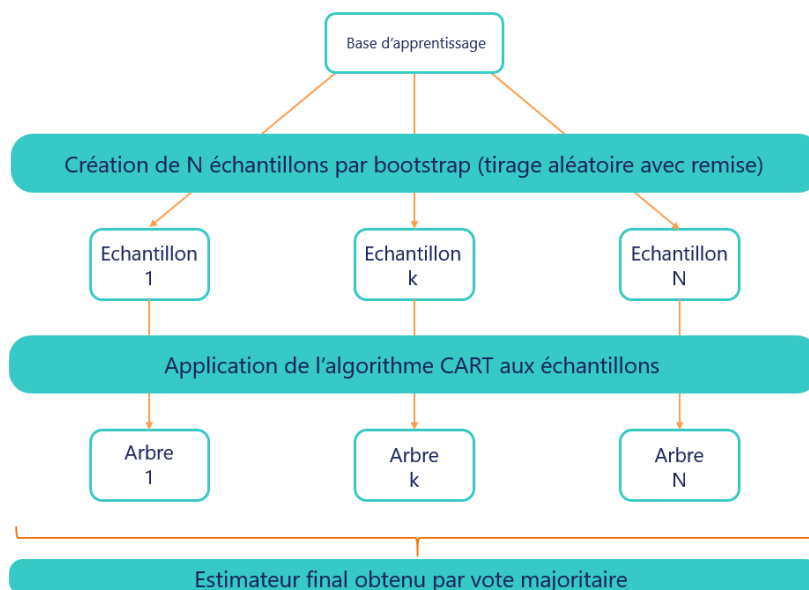 Base d'apprentissage
Création de N échantillons par bootstrap (tirage aléatoire avec remise)
Echantillon
1
Echantillon
k
Echantillon
N
Application de l'algorithme CART aux échantillons
Arbre
1
Arbre
k
Arbre
N
Estimateur final obtenu par vote majoritaire